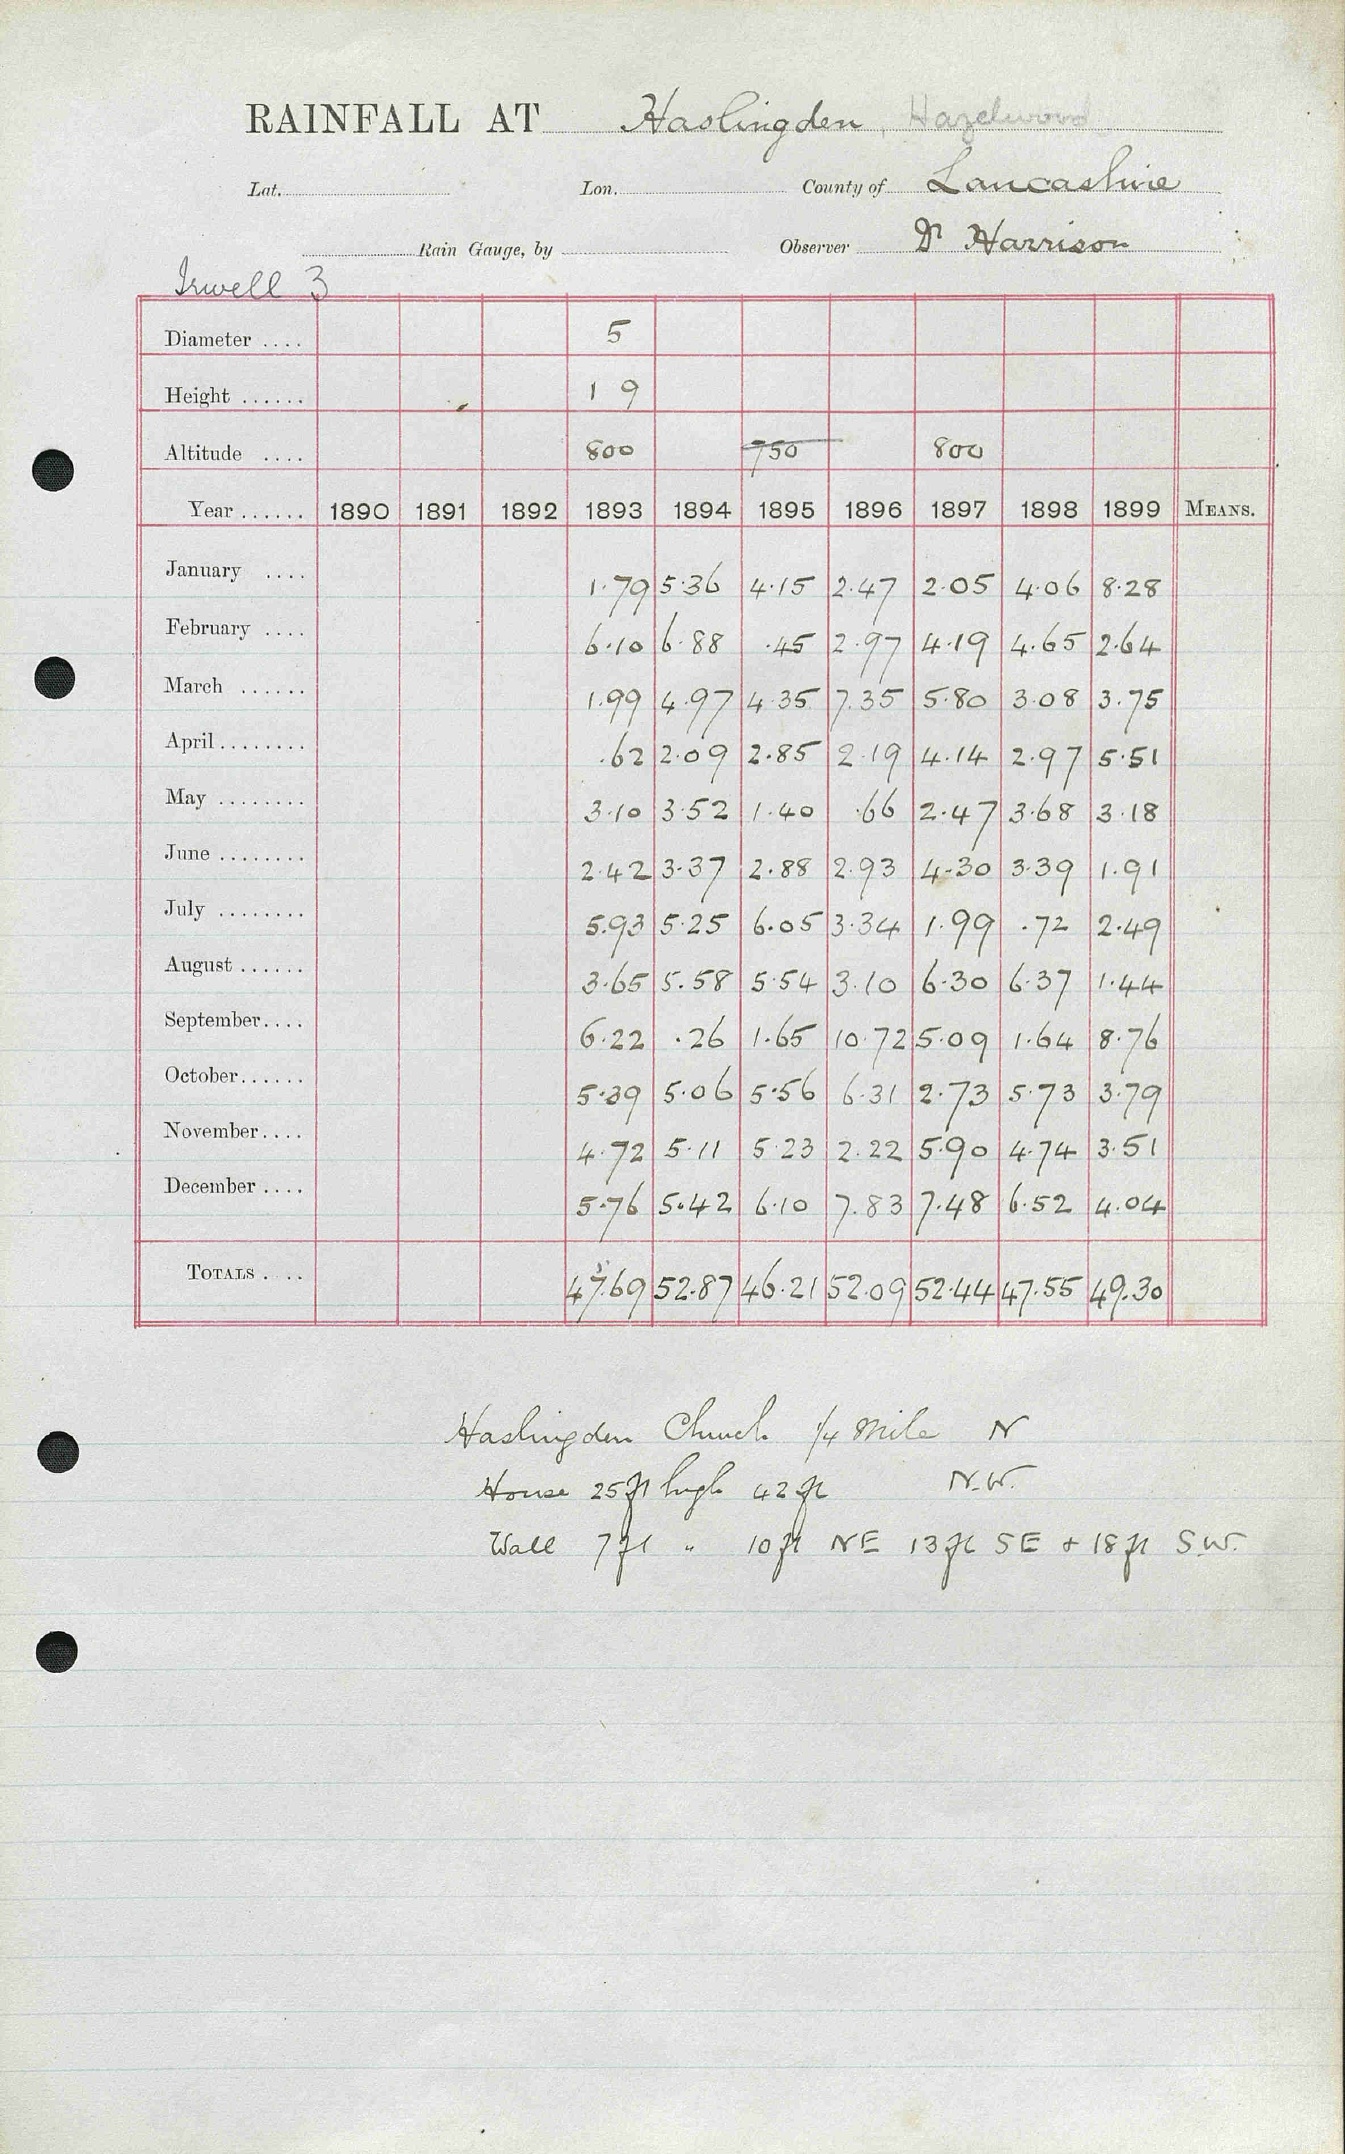 RAINFALL AT Haslingden, Hazelwood
Lat. Lon. County of Lancashire
Rain Gauge, by Observer Dr Harrison
Irwell 3
Diameter .... 5
Height ...... 1 9
Altitude .... 800 750 800
Year ...... 1890 1891 1892 1893 1894 1895 1896 1897 1898 1899 MEANS.
January .... 1.79 5.36 4.15 2.47 2.05 4.06 8.28
February .... 6.10 6.88 .45 2.97 4.19 4.65 2.64
March ...... 1.99 4.97 4.35 7.35 5.80 3.08 3.75
April ........ .62 2.09 2.85 2.19 4.14 2.97 5.51
May ........ 3.10 3.52 1.40 .66 2.47 3.68 3.18
June ........ 2.42 3.37 2.88 2.93 4.30 3.39 1.91
July ........ 5.93 5.25 6.05 3.34 1.99 .72 2.49
August ...... 3.65 5.58 5.54 3.10 6.30 6.37 1.44
September .... 6.22 .26 1.65 10.72 5.09 1.64 8.76
October ...... 5.39 5.06 5.56 6.31 2.73 5.73 3.79
November .... 4.72 5.11 5.23 2.22 5.90 4.74 3.51
December .... 5.76 5.42 6.10 7.83 7.48 6.52 4.04
TOTALS .... 47.69 52.87 46.21 52.09 52.44 47.55 49.30
Haslingden Church 1/4 Mile N
House 25ft high 42ft N.W.
Wall 7ft " 10ft NE 13ft SE + 18ft S.W.